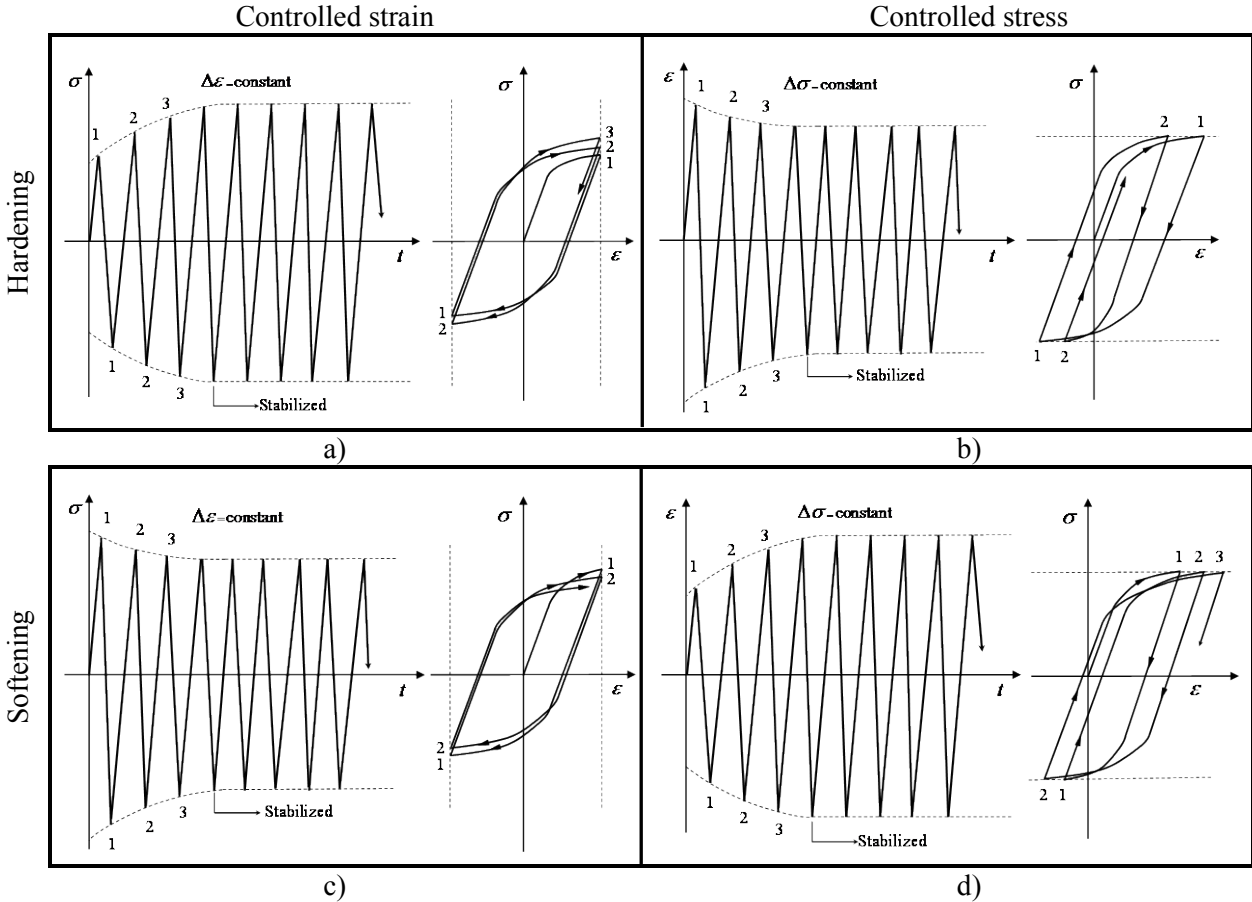 Controlled strain
Controlled stress
Hardening
σ
Δε-constant
1
2
3
1
2
3
t
Stabilized
σ
3
2
1
ε
1
2
a)
ε
Δσ-constant
1
2
3
1
2
3
t
Stabilized
σ
2
1
ε
1
2
b)
Softening
σ
Δε=constant
1
2
3
1
2
3
t
Stabilized
σ
1
2
ε
2
1
c)
ε
Δσ-constant
1
2
3
1
2
3
t
Stabilized
σ
1
2
3
ε
2
1
d)